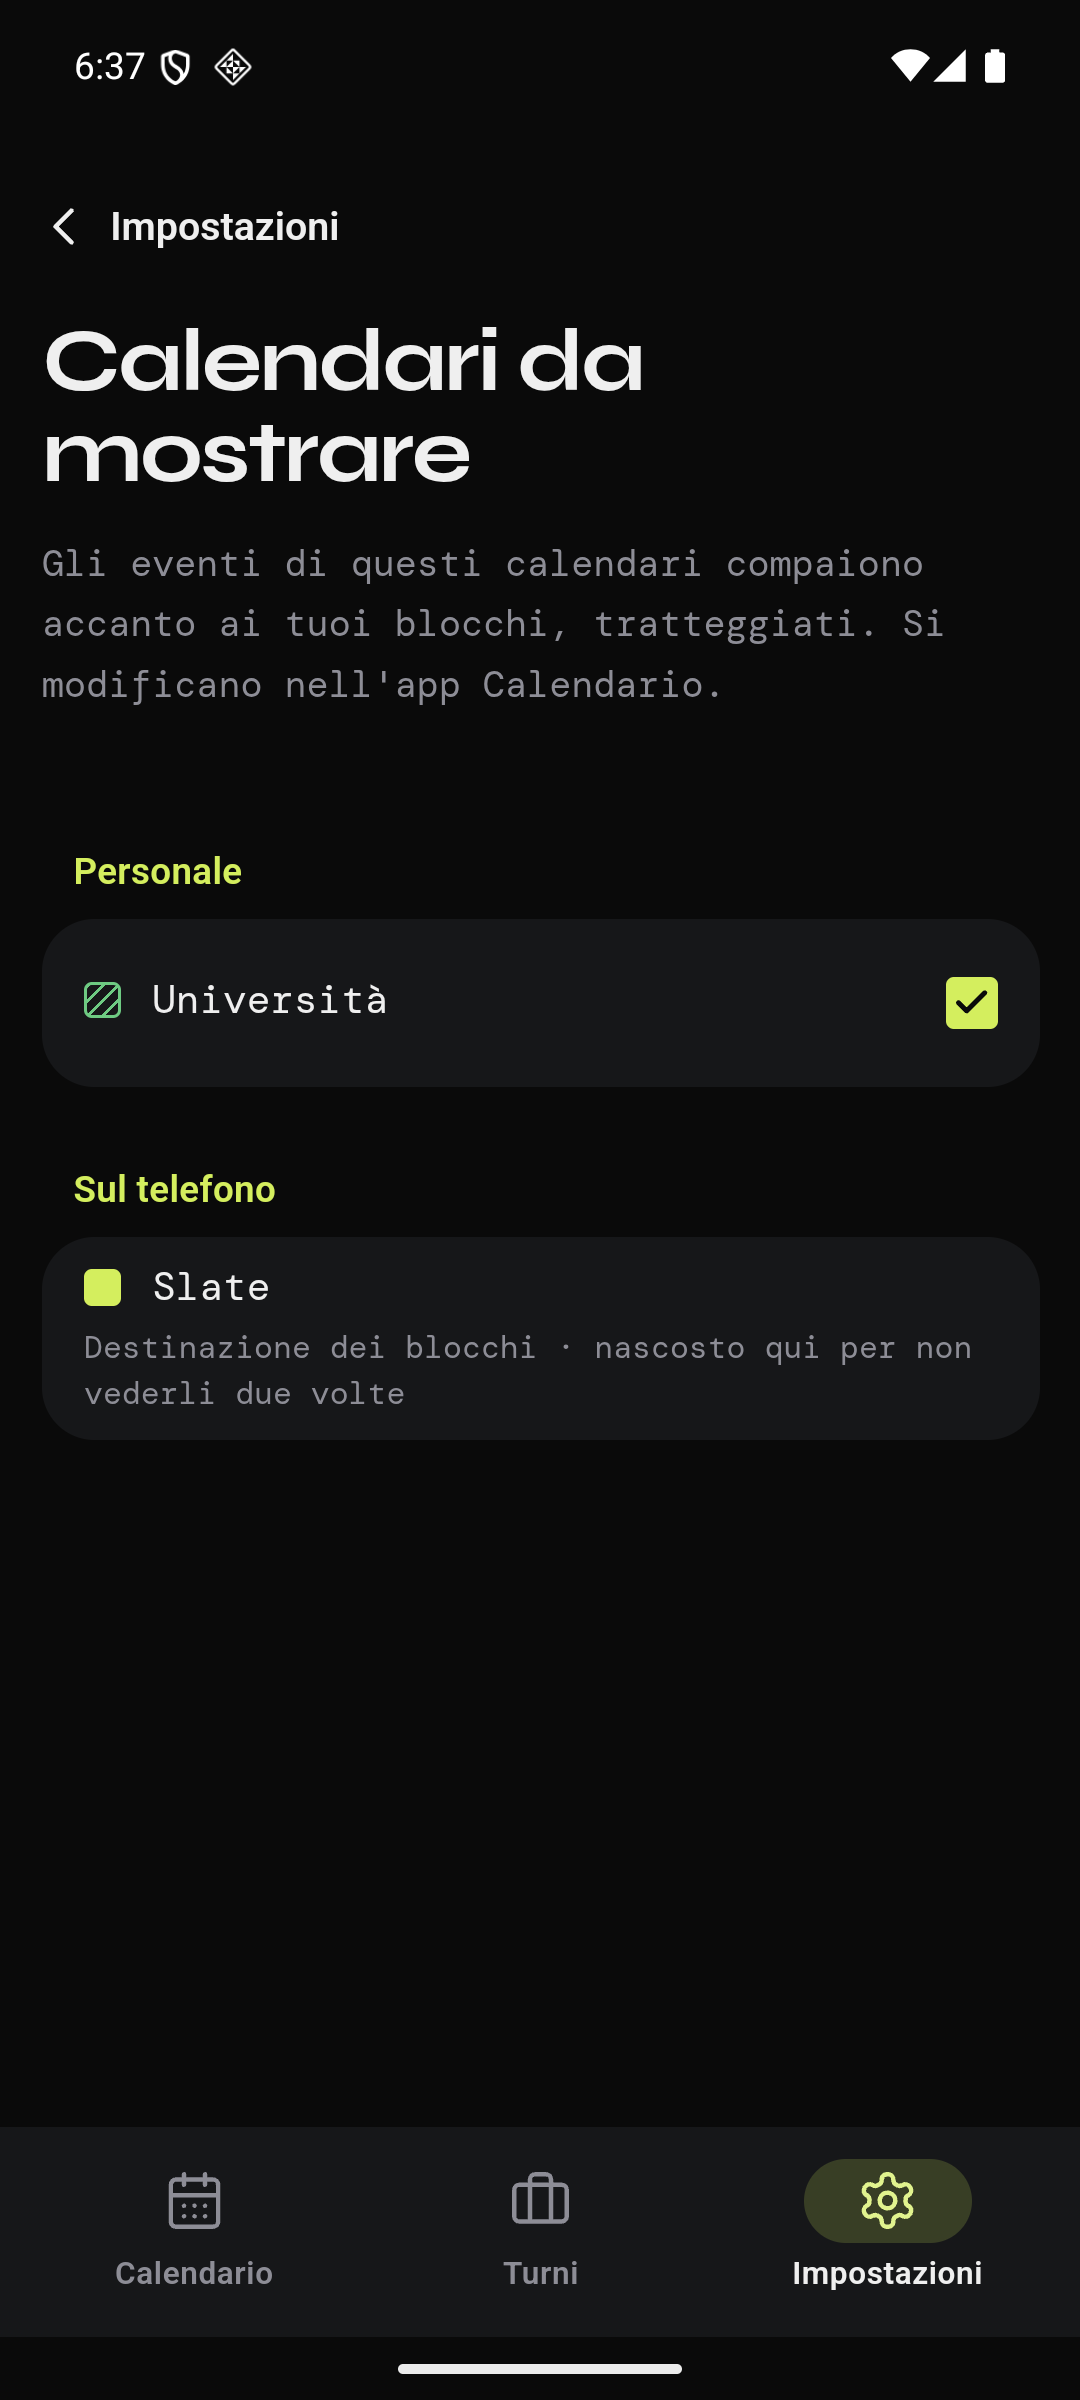 6:37
Impostazioni
Calendari da
mostrare
Gli eventi di questi calendari compaiono
accanto ai tuoi blocchi, tratteggiati. Si
modificano nell'app Calendario.
Personale
Università
Sul telefono
Slate
Destinazione dei blocchi · nascosto qui per non
vederli due volte
Calendario
Turni
Impostazioni